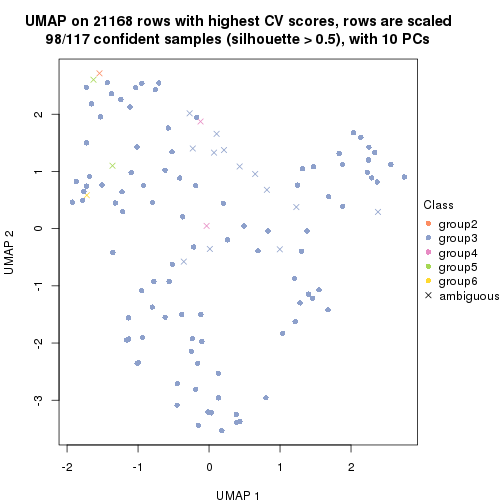 UMAP on 21168 rows with highest CV scores, rows are scaled
98/117 confident samples (silhouette > 0.5), with 10 PCs
UMAP 2
2
1
0
-1
-2
-3
-2
-1
0
1
2
UMAP 1
Class
group2
group3
group4
group5
group6
ambiguous